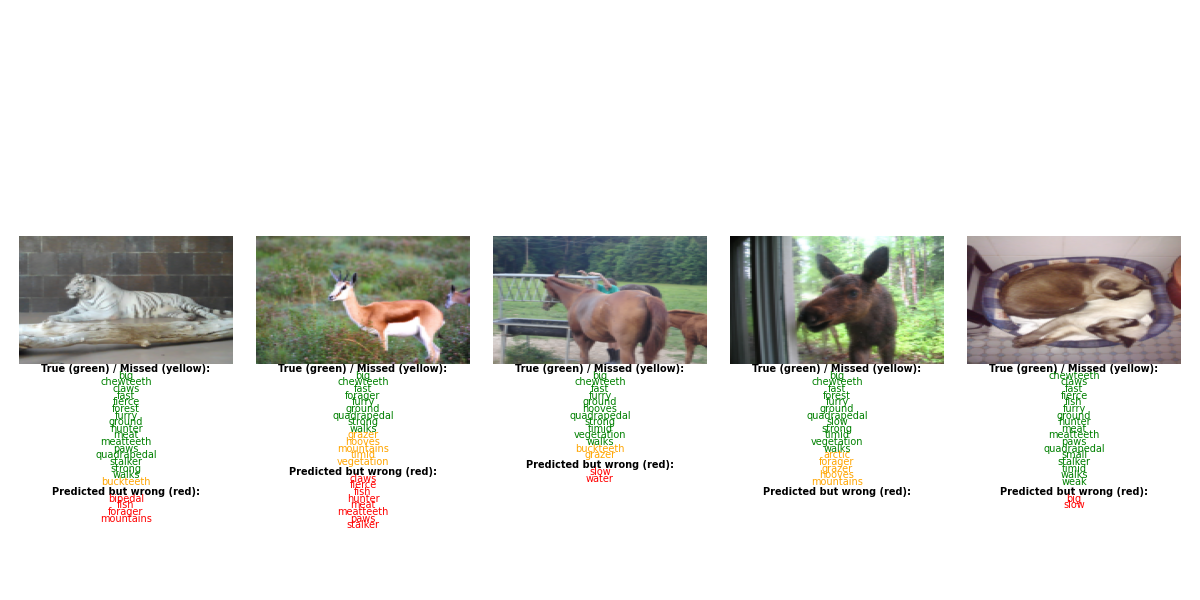 True (green) / Missed (yellow):
big
chewteeth
claws
fast
fierce
forest
furry
ground
hunter
meat
meatteeth
paws
quadrapedal
stalker
strong
walks
buckteeth
Predicted but wrong (red):
bipedal
fish
forager
mountains
True (green) / Missed (yellow):
big
chewteeth
fast
forager
furry
ground
quadrapedal
strong
walks
grazer
hooves
mountains
timid
vegetation
Predicted but wrong (red):
claws
fierce
fish
hunter
meat
meatteeth
paws
stalker
True (green) / Missed (yellow):
big
chewteeth
fast
furry
ground
hooves
quadrapedal
strong
timid
vegetation
walks
buckteeth
grazer
Predicted but wrong (red):
slow
water
True (green) / Missed (yellow):
big
chewteeth
fast
forest
furry
ground
quadrapedal
slow
strong
timid
vegetation
walks
arctic
forager
grazer
hooves
mountains
Predicted but wrong (red):
True (green) / Missed (yellow):
chewteeth
claws
fast
fierce
fish
furry
ground
hunter
meat
meatteeth
paws
quadrapedal
small
stalker
timid
walks
weak
Predicted but wrong (red):
big
slow